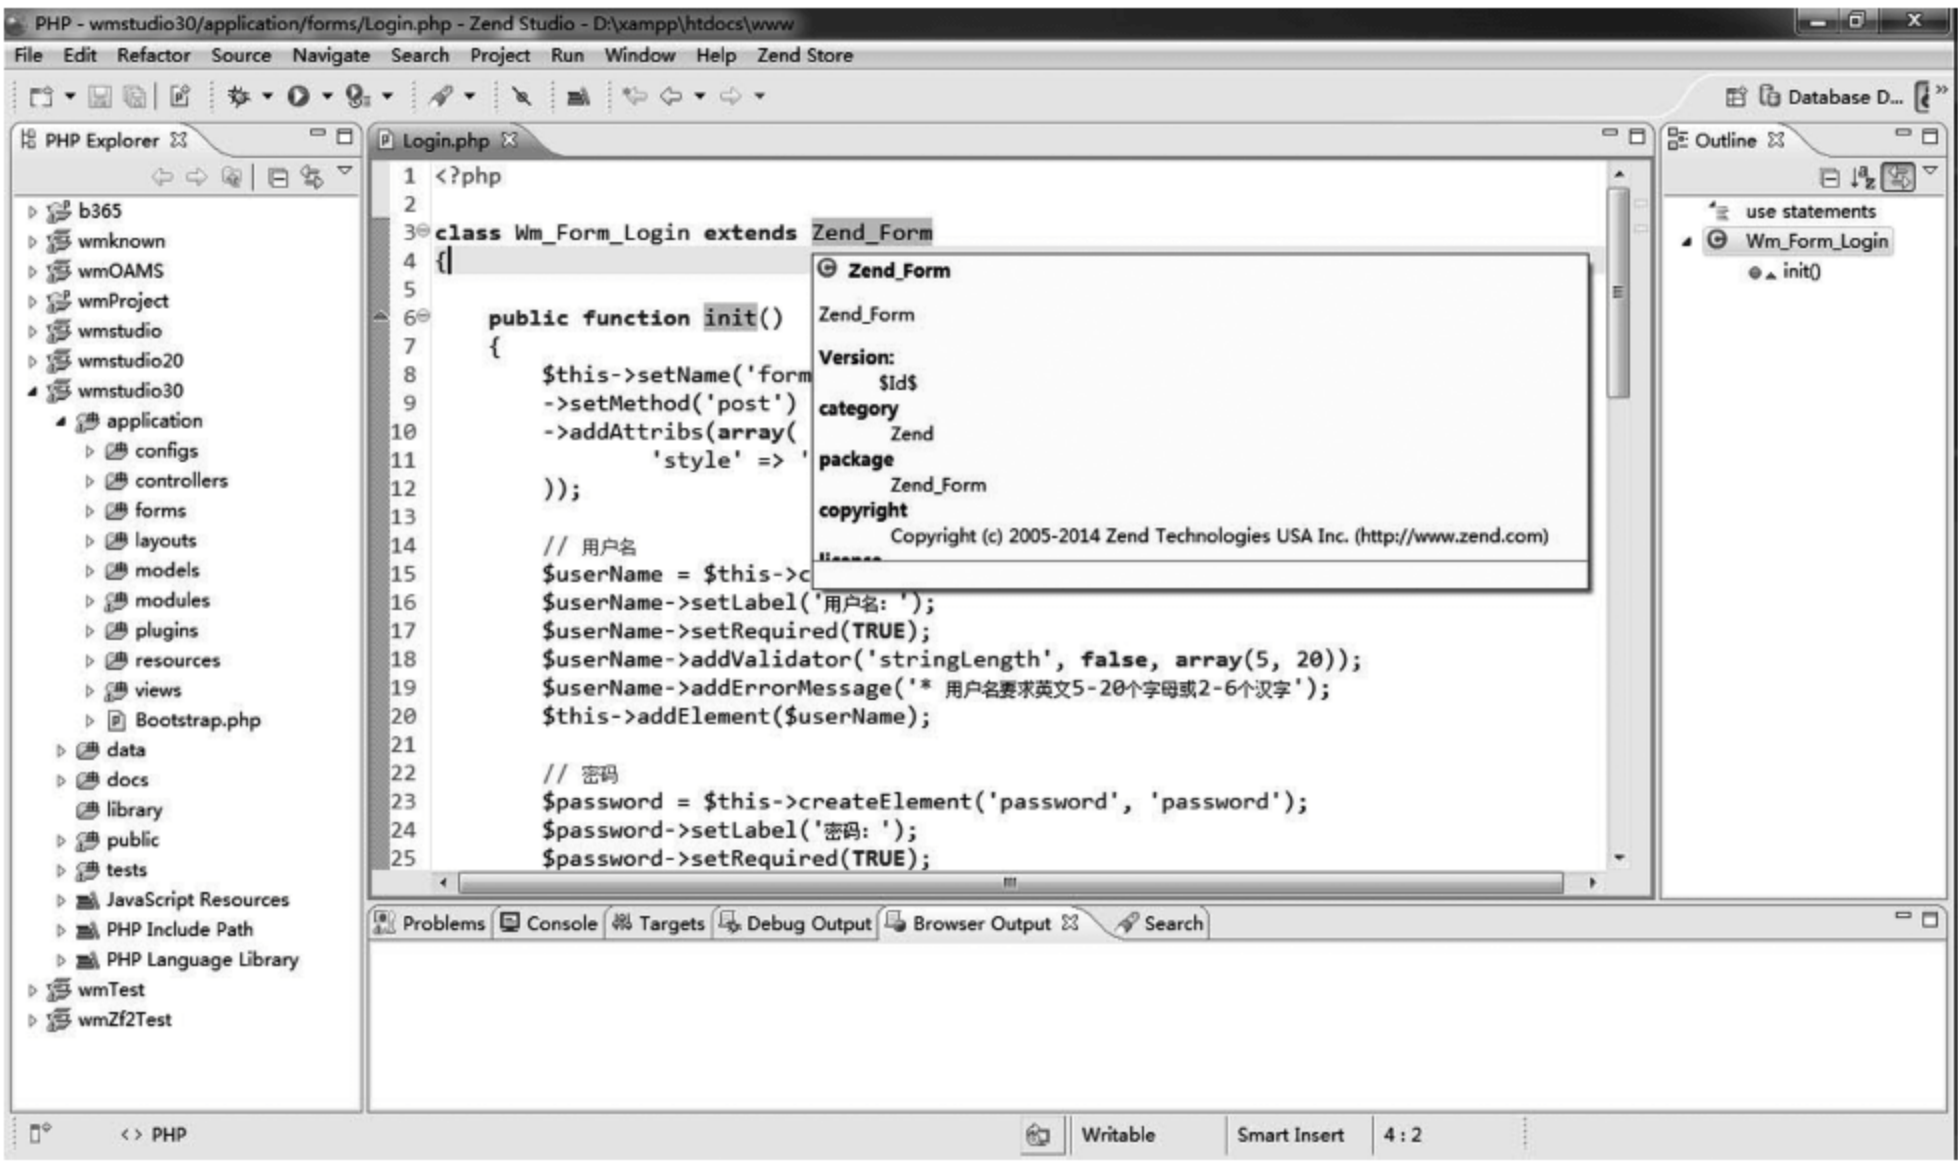 PHP - wmstudio30/application/forms/Login.php - Zend Studio - D:\xampp\htdocs\www
File Edit Refactor Source Navigate Search Project Run Window Help Zend Store
Database D...
PHP Explorer
b365
wmknown
wmOAMS
wmProject
wmstudio
wmstudio20
wmstudio30
application
configs
controllers
forms
layouts
models
modules
plugins
resources
views
Bootstrap.php
data
docs
library
public
tests
JavaScript Resources
PHP Include Path
PHP Language Library
wmTest
wmZf2Test
Login.php
1 <?php
2
3 class Wm_Form_Login extends Zend_Form
4 {
5
6 public function init()
7 {
8 $this->setName('form
9 ->setMethod('post')
10 ->addAttribs(array(
11 'style' => '
12 ));
13
14 // 用户名
15 $userName = $this->c
16 $userName->setLabel('用户名: ');
17 $userName->setRequired(TRUE);
18 $userName->addValidator('stringLength', false, array(5, 20));
19 $userName->addErrorMessage('* 用户名要求英文5-20个字母或2-6个汉字');
20 $this->addElement($userName);
21
22 // 密码
23 $password = $this->createElement('password', 'password');
24 $password->setLabel('密码: ');
25 $password->setRequired(TRUE);
Zend_Form
Zend_Form
Version:
$Id$
category
Zend
package
Zend_Form
copyright
Copyright (c) 2005-2014 Zend Technologies USA Inc. (http://www.zend.com)
Outline
use statements
Wm_Form_Login
init()
Problems Console Targets Debug Output Browser Output Search
<> PHP
Writable
Smart Insert
4 : 2